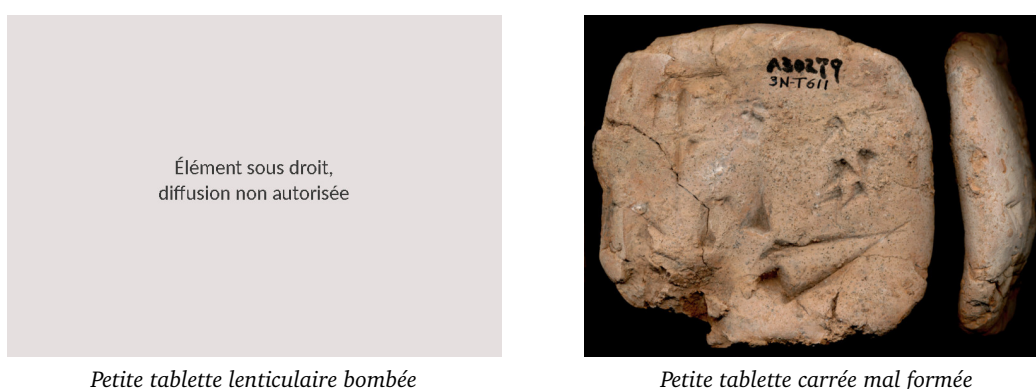 Élément sous droit,
diffusion non autorisée
A30279
3N-T611
Petite tablette lenticulaire bombée
Petite tablette carrée mal formée